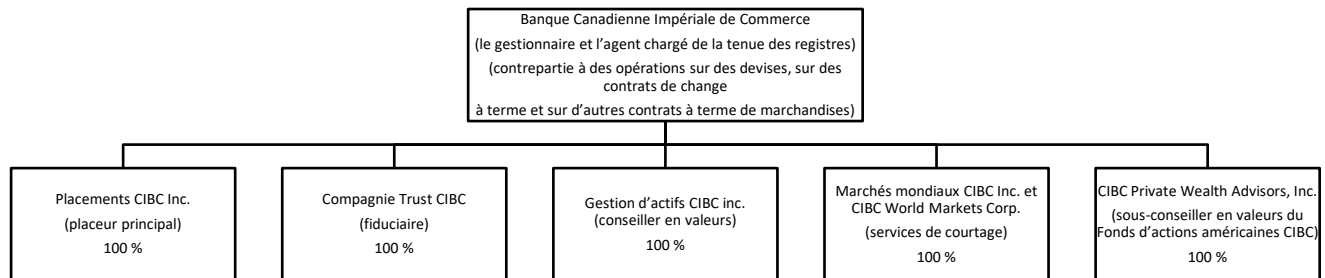 Banque Canadienne Impériale de Commerce
(le gestionnaire et l'agent chargé de la tenue des registres)
(contrepartie à des opérations sur des devises, sur des
contrats de change
à terme et sur d'autres contrats à terme de marchandises)
Placements CIBC Inc.
(placeur principal)
100 %
Compagnie Trust CIBC
(fiduciaire)
100 %
Gestion d'actifs CIBC inc.
(conseiller en valeurs)
100 %
Marchés mondiaux CIBC Inc. et
CIBC World Markets Corp.
(services de courtage)
100 %
CIBC Private Wealth Advisors, Inc.
(sous-conseiller en valeurs du
Fonds d'actions américaines CIBC)
100 %